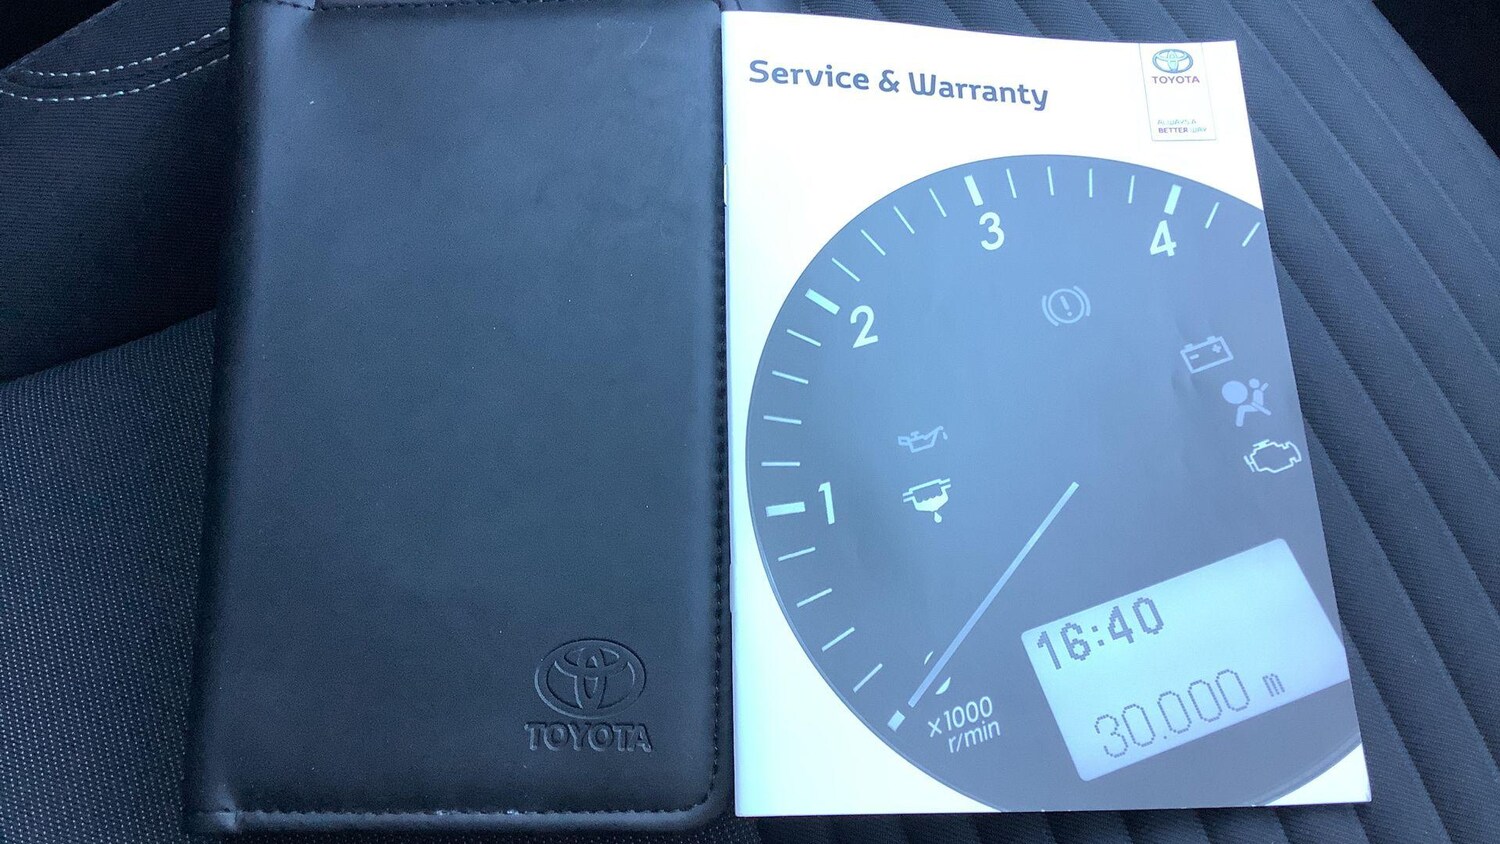 TOYOTA
Service & Warranty
TOYOTA
ALWAYS A
BETTER WAY
3
4
2
1
x1000
r/min
16:40
30.000 m